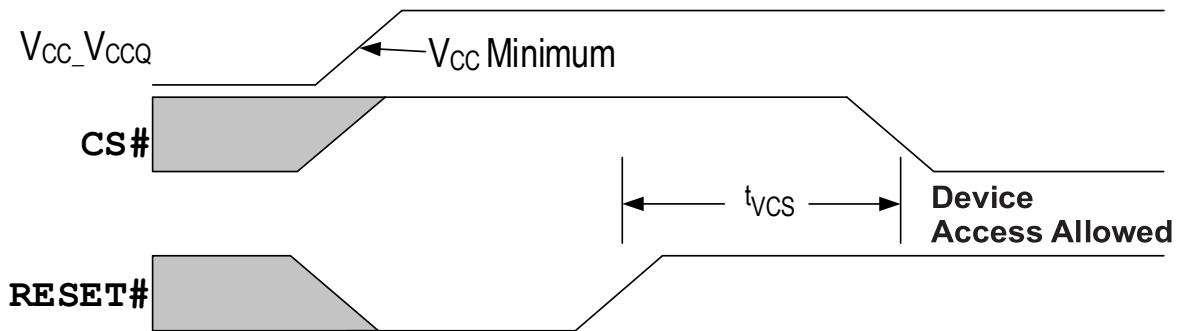 VCC_VCCQ
VCC Minimum
CS#
tVCS
Device
Access Allowed
RESET#